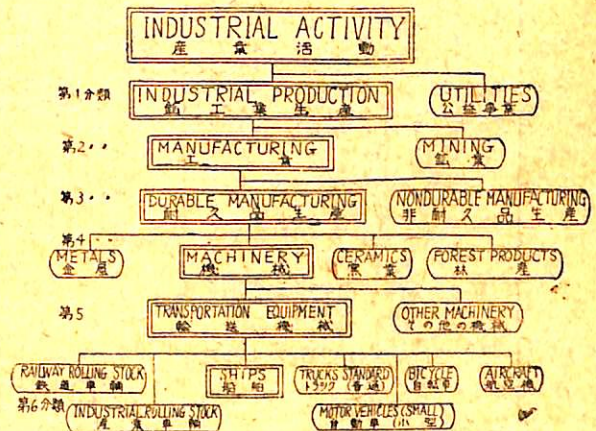 INDUSTRIAL ACTIVITY
産業活動
第1分類
INDUSTRIAL PRODUCTION
鉱工業生産
UTILITIES
公益事業
第2〃〃
MANUFACTURING
工業
MINING
鉱業
第3〃〃
DURABLE MANUFACTURING
耐久品生産
NONDURABLE MANUFACTURING
非耐久品生産
第4
METALS
金属
MACHINERY
機械
CERAMICS
窯業
FOREST PRODUCTS
林産
第5
TRANSPORTATION EQUIPMENT
輸送機械
OTHER MACHINERY
その他の機械
RAILWAY ROLLING STOCK
鉄道車輌
SHIPS
船舶
TRUCKS STANDARD
トラック(普通)
BICYCLE
自転車
AIRCRAFT
航空機
第6分類
INDUSTRIAL ROLLING STOCK
産業車輌
MOTOR VEHICLES (SMALL)
自動車(小型)